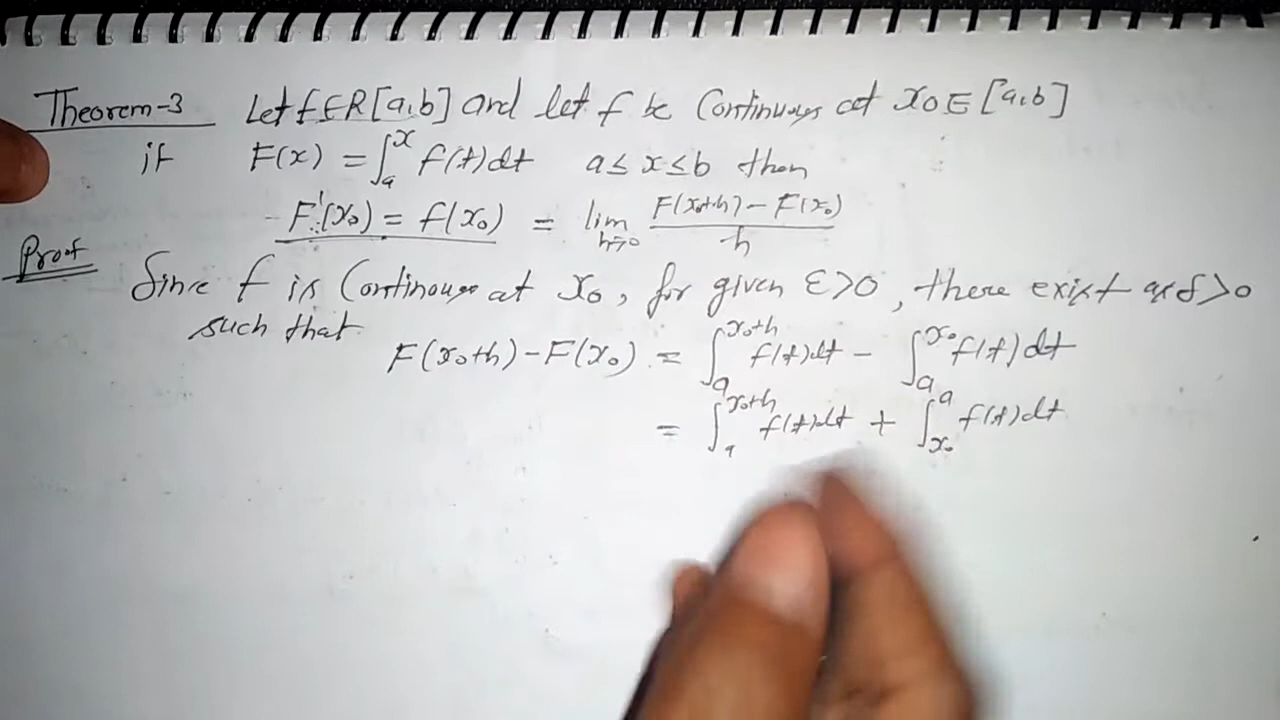 Theorem-3 Let f ∈ R[a,b] and let f be Continuous at x₀ ∈ [a,b]
if F(x) = ∫ₐˣ f(t)dt a ≤ x ≤ b then
F'(x₀) = f(x₀) = lim_{h→0} (F(x₀+h) - F(x₀))/h
Proof
Since f is Continous at x₀, for given ε>0, there exist a δ>0
such that
F(x₀+h) - F(x₀) = ∫ₐ^{x₀+h} f(t)dt - ∫ₐ^{x₀} f(t)dt
= ∫ₐ^{x₀+h} f(t)dt + ∫_{x₀}^{a} f(t)dt